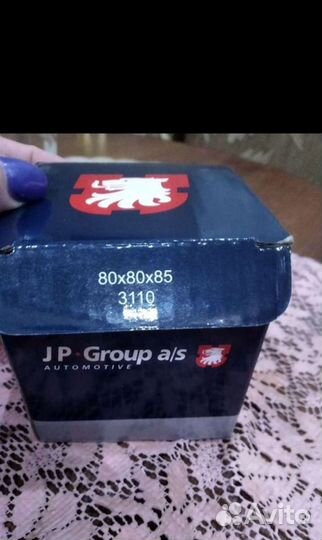 80x80x85
3110
JP·Group a/s
AUTOMOTIVE
Avito